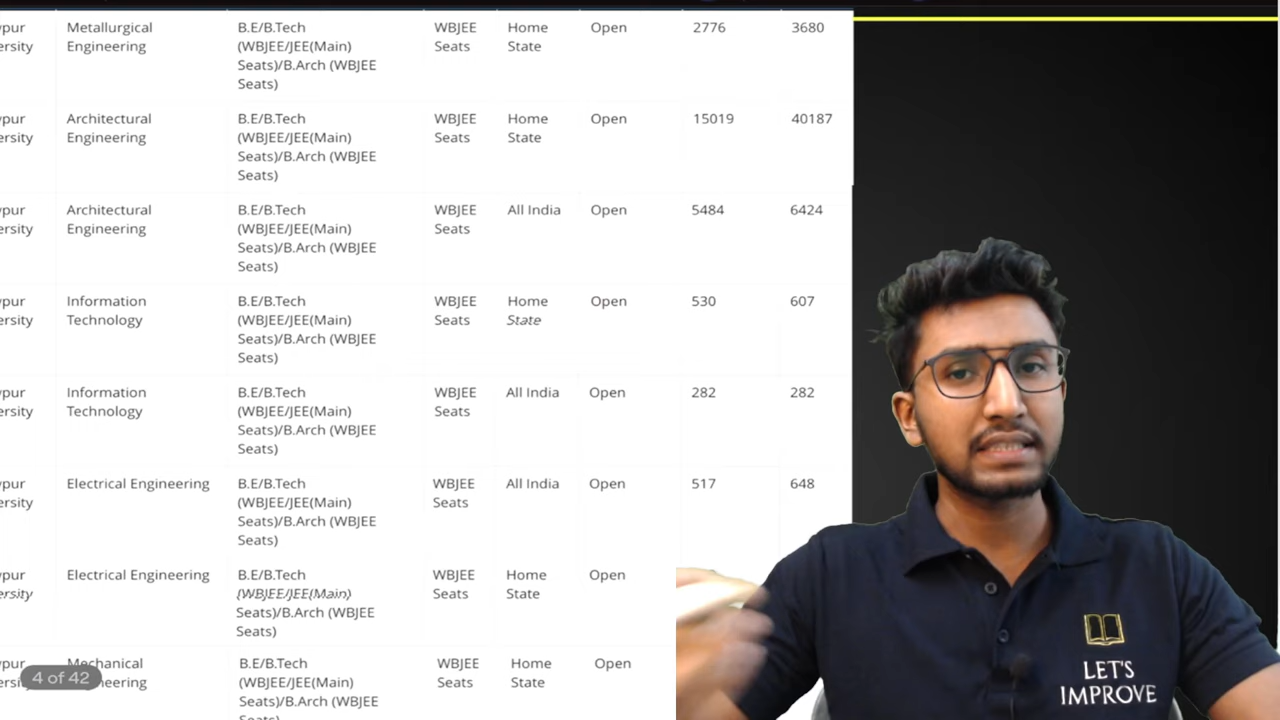 Metallurgical Engineering B.E/B.Tech (WBJEE/JEE(Main) Seats)/B.Arch (WBJEE Seats) WBJEE Seats Home State Open 2776 3680
Architectural Engineering B.E/B.Tech (WBJEE/JEE(Main) Seats)/B.Arch (WBJEE Seats) WBJEE Seats Home State Open 15019 40187
Architectural Engineering B.E/B.Tech (WBJEE/JEE(Main) Seats)/B.Arch (WBJEE Seats) WBJEE Seats All India Open 5484 6424
Information Technology B.E/B.Tech (WBJEE/JEE(Main) Seats)/B.Arch (WBJEE Seats) WBJEE Seats Home State Open 530 607
Information Technology B.E/B.Tech (WBJEE/JEE(Main) Seats)/B.Arch (WBJEE Seats) WBJEE Seats All India Open 282 282
Electrical Engineering B.E/B.Tech (WBJEE/JEE(Main) Seats)/B.Arch (WBJEE Seats) WBJEE Seats All India Open 517 648
Electrical Engineering B.E/B.Tech (WBJEE/JEE(Main) Seats)/B.Arch (WBJEE Seats) WBJEE Seats Home State Open
Mechanical B.E/B.Tech (WBJEE/JEE(Main) Seats)/B.Arch (WBJEE WBJEE Seats Home State Open
4 of 42
LET'S
IMPROVE